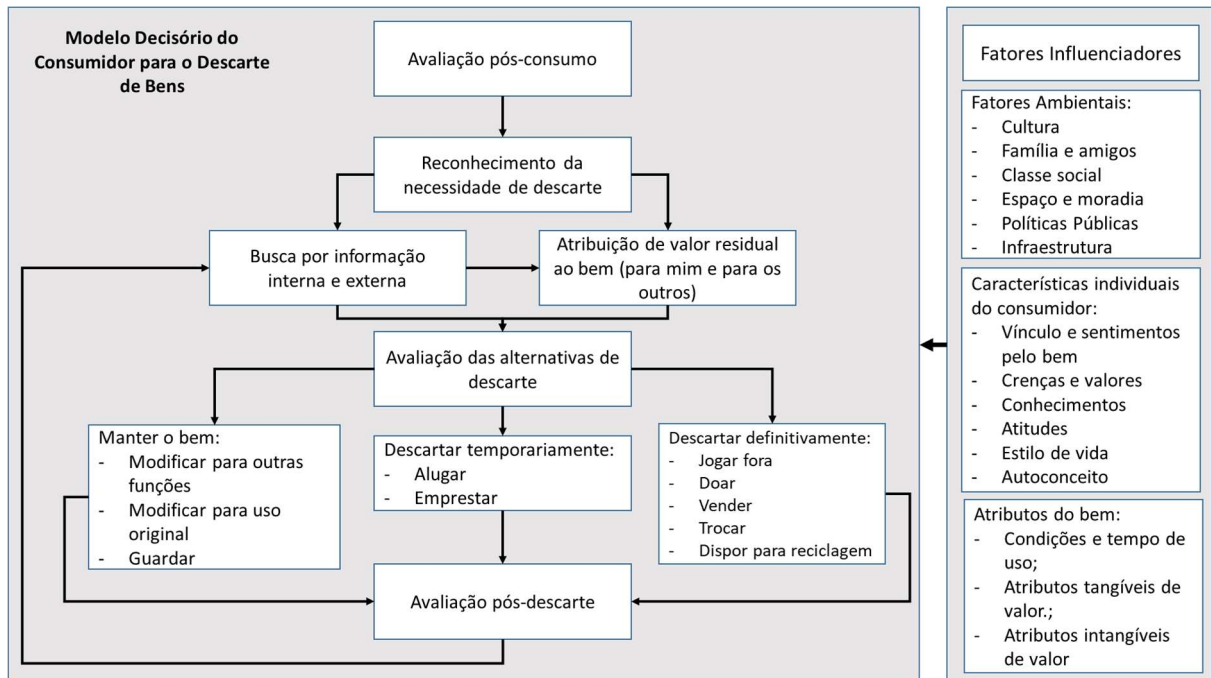 Modelo Decisório do
Consumidor para o Descarte
de Bens
Avaliação pós-consumo
Reconhecimento da
necessidade de descarte
Busca por informação
interna e externa
Atribuição de valor residual
ao bem (para mim e para os
outros)
Avaliação das alternativas de
descarte
Manter o bem:
- Modificar para outras
funções
- Modificar para uso
original
- Guardar
Descartar temporariamente:
- Alugar
- Emprestar
Descartar definitivamente:
- Jogar fora
- Doar
- Vender
- Trocar
- Dispor para reciclagem
Avaliação pós-descarte
Fatores Influenciadores
Fatores Ambientais:
- Cultura
- Família e amigos
- Classe social
- Espaço e moradia
- Políticas Públicas
- Infraestrutura
Características individuais
do consumidor:
- Vínculo e sentimentos
pelo bem
- Crenças e valores
- Conhecimentos
- Atitudes
- Estilo de vida
- Autoconceito
Atributos do bem:
- Condições e tempo de
uso;
- Atributos tangíveis de
valor.;
- Atributos intangíveis
de valor